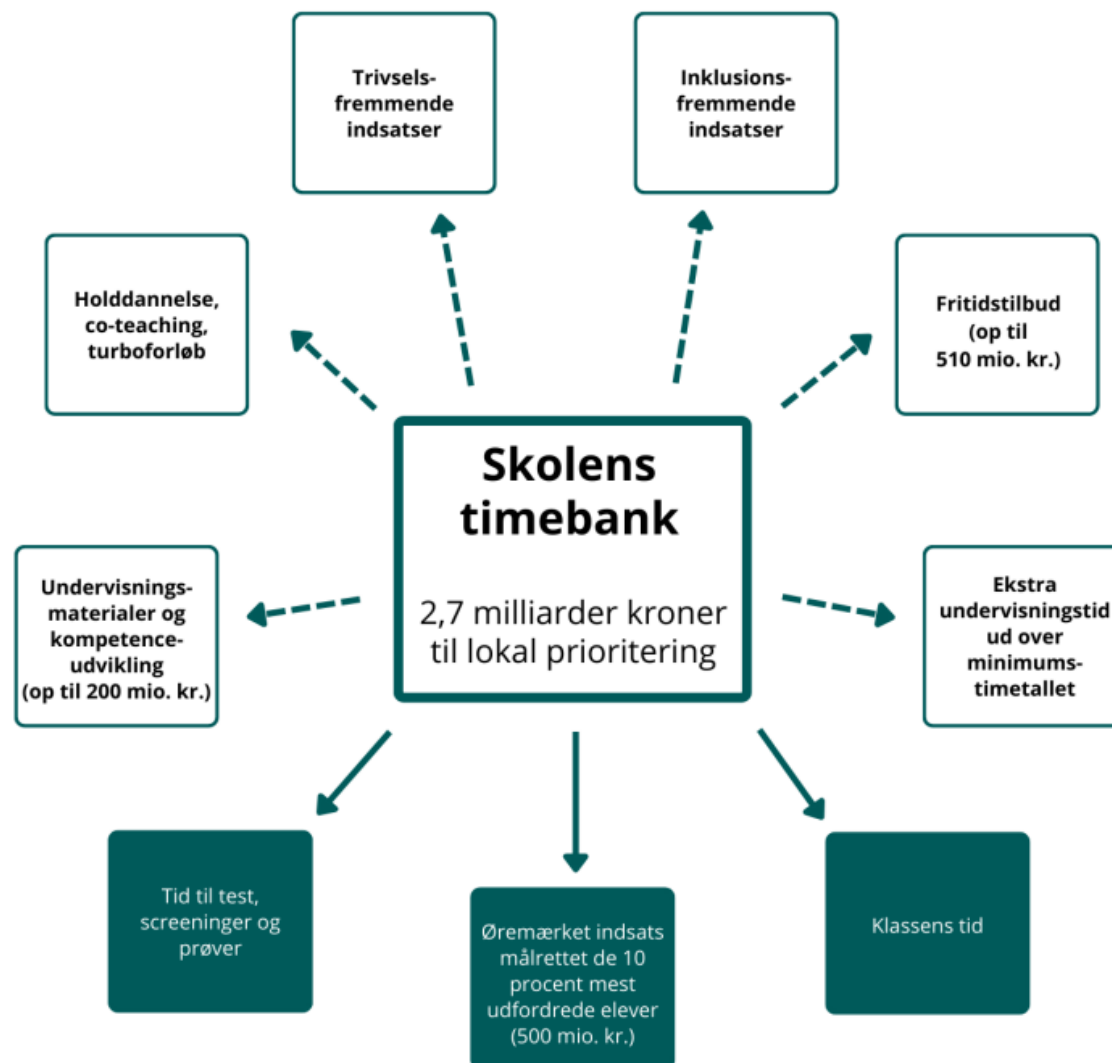 Trivsels-
fremmende
indsatser
Inklusions-
fremmende
indsatser
Holddannelse,
co-teaching,
turboforløb
Fritidstilbud
(op til
510 mio. kr.)
Skolens
timebank
2,7 milliarder kroner
til lokal prioritering
Undervisnings-
materialer og
kompetence-
udvikling
(op til 200 mio. kr.)
Ekstra
undervisningstid
ud over
minimums-
timetallet
Tid til test,
screeninger og
prøver
Øremærket indsats
målrettet de 10
procent mest
udfordrede elever
(500 mio. kr.)
Klassens tid